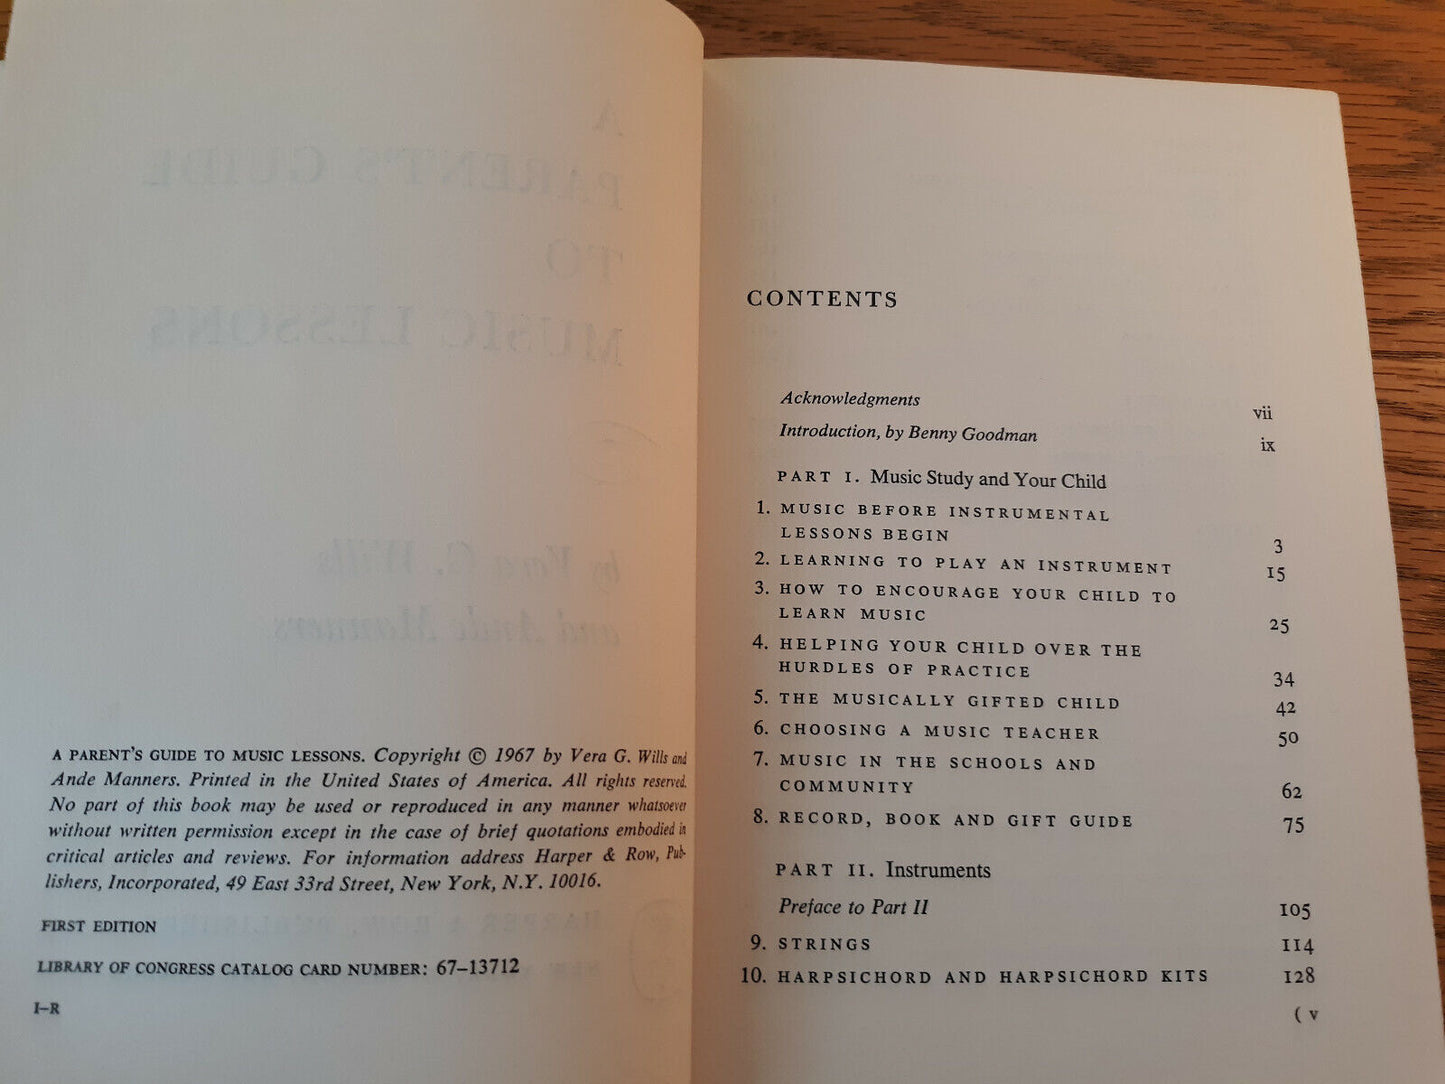 A PARENT'S GUIDE TO MUSIC LESSONS. Copyright © 1967 by Vera G. Wills and
Ande Manners. Printed in the United States of America. All rights reserved.
No part of this book may be used or reproduced in any manner whatsoever
without written permission except in the case of brief quotations embodied in
critical articles and reviews. For information address Harper & Row, Pub-
lishers, Incorporated, 49 East 33rd Street, New York, N.Y. 10016.
FIRST EDITION
LIBRARY OF CONGRESS CATALOG CARD NUMBER: 67-13712
I-R
CONTENTS
Acknowledgments vii
Introduction, by Benny Goodman ix
PART I. Music Study and Your Child
1. MUSIC BEFORE INSTRUMENTAL
LESSONS BEGIN 3
2. LEARNING TO PLAY AN INSTRUMENT 15
3. HOW TO ENCOURAGE YOUR CHILD TO
LEARN MUSIC 25
4. HELPING YOUR CHILD OVER THE
HURDLES OF PRACTICE 34
5. THE MUSICALLY GIFTED CHILD 42
6. CHOOSING A MUSIC TEACHER 50
7. MUSIC IN THE SCHOOLS AND
COMMUNITY 62
8. RECORD, BOOK AND GIFT GUIDE 75
PART II. Instruments
Preface to Part II 105
9. STRINGS 114
10. HARPSICHORD AND HARPSICHORD KITS 128
( v